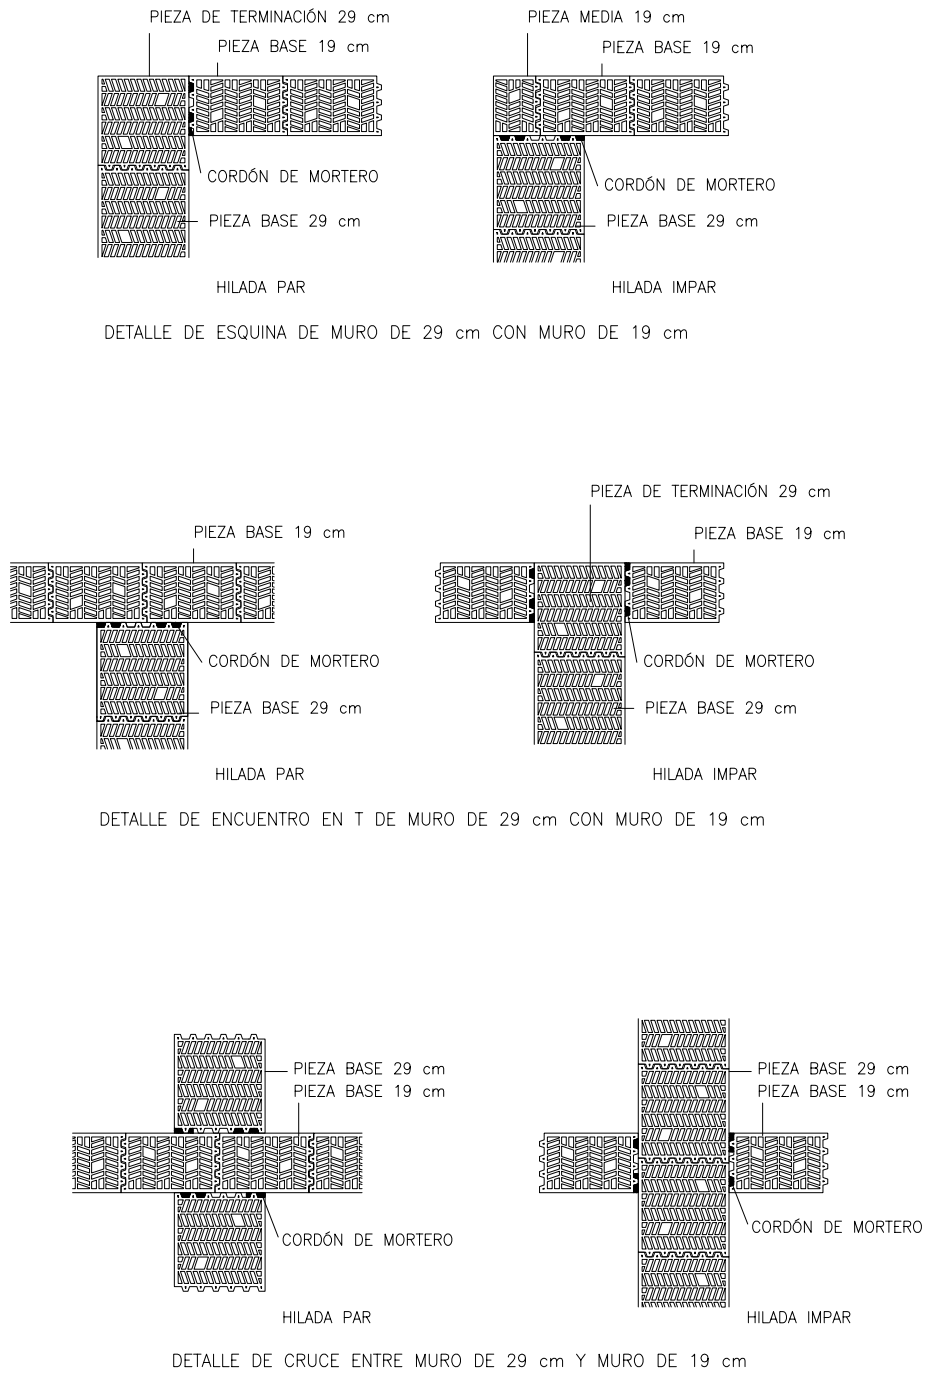 PIEZA DE TERMINACIÓN 29 cm
PIEZA BASE 19 cm
CORDÓN DE MORTERO
PIEZA BASE 29 cm
HILADA PAR
PIEZA MEDIA 19 cm
PIEZA BASE 19 cm
CORDÓN DE MORTERO
PIEZA BASE 29 cm
HILADA IMPAR
DETALLE DE ESQUINA DE MURO DE 29 cm CON MURO DE 19 cm
PIEZA BASE 19 cm
CORDÓN DE MORTERO
PIEZA BASE 29 cm
HILADA PAR
PIEZA DE TERMINACIÓN 29 cm
PIEZA BASE 19 cm
CORDÓN DE MORTERO
PIEZA BASE 29 cm
HILADA IMPAR
DETALLE DE ENCUENTRO EN T DE MURO DE 29 cm CON MURO DE 19 cm
PIEZA BASE 29 cm
PIEZA BASE 19 cm
CORDÓN DE MORTERO
HILADA PAR
PIEZA BASE 29 cm
PIEZA BASE 19 cm
CORDÓN DE MORTERO
HILADA IMPAR
DETALLE DE CRUCE ENTRE MURO DE 29 cm Y MURO DE 19 cm